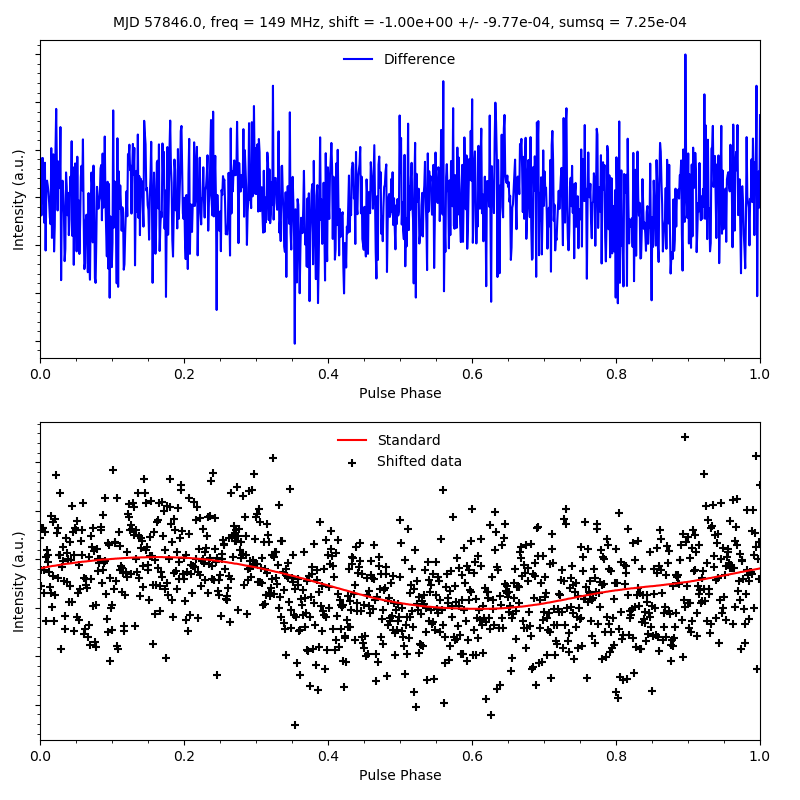 MJD 57846.0, freq = 149 MHz, shift = -1.00e+00 +/- -9.77e-04, sumsq = 7.25e-04
Difference
Intensity (a.u.)
0.0 0.2 0.4 0.6 0.8 1.0
Pulse Phase
Standard
Shifted data
Intensity (a.u.)
0.0 0.2 0.4 0.6 0.8 1.0
Pulse Phase